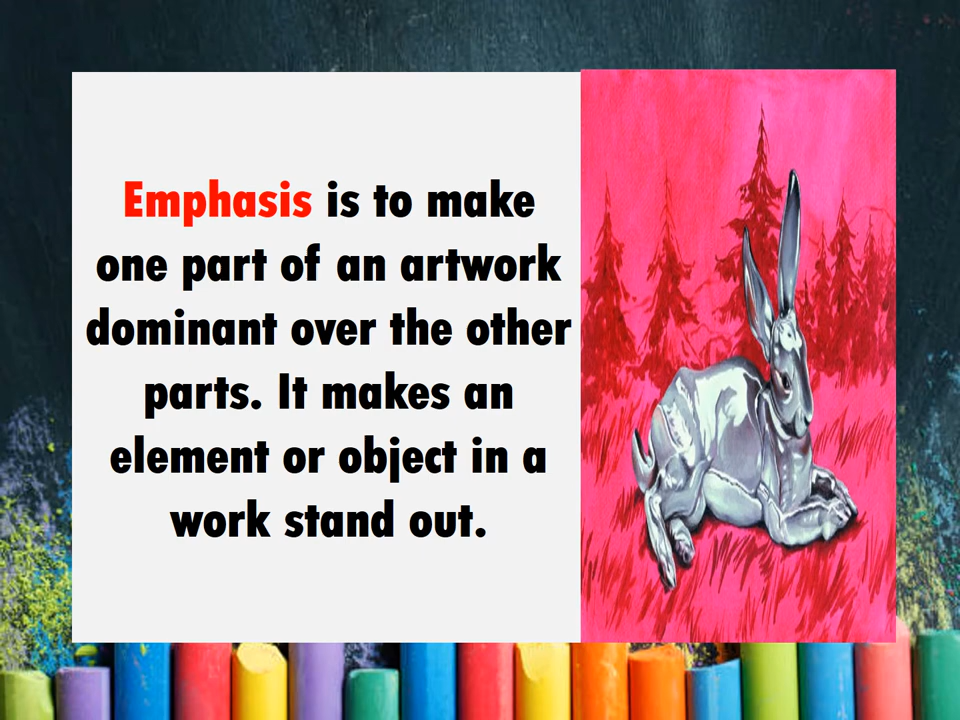 Emphasis is to make
one part of an artwork
dominant over the other
parts. It makes an
element or object in a
work stand out.